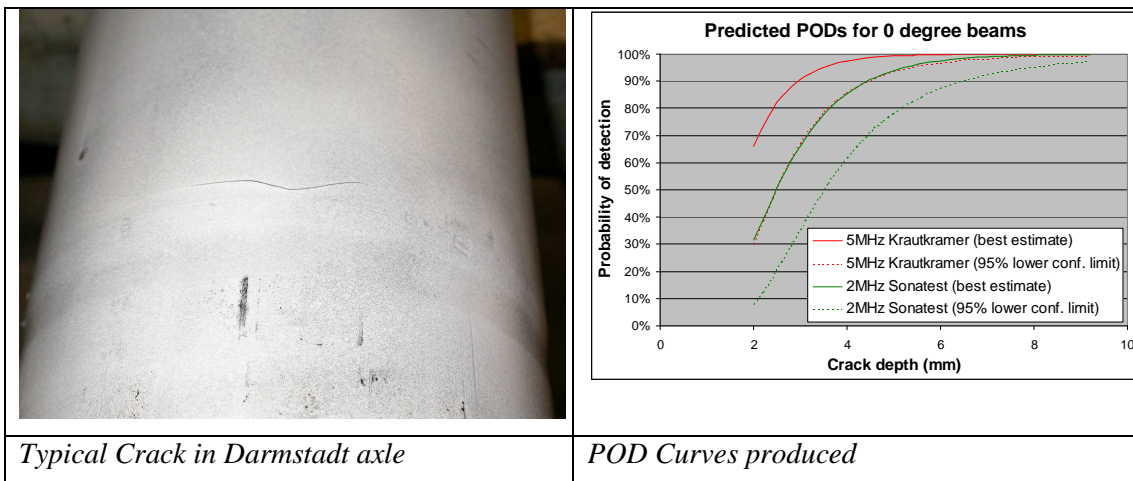 Predicted PODs for 0 degree beams
100%
90%
80%
70%
60%
50%
40%
30%
20%
10%
0%
Probability of detection
5MHz Krautkramer (best estimate)
5MHz Krautkramer (95% lower conf. limit)
2MHz Sonatest (best estimate)
2MHz Sonatest (95% lower conf. limit)
0 2 4 6 8 10
Crack depth (mm)
Typical Crack in Darmstadt axle
POD Curves produced